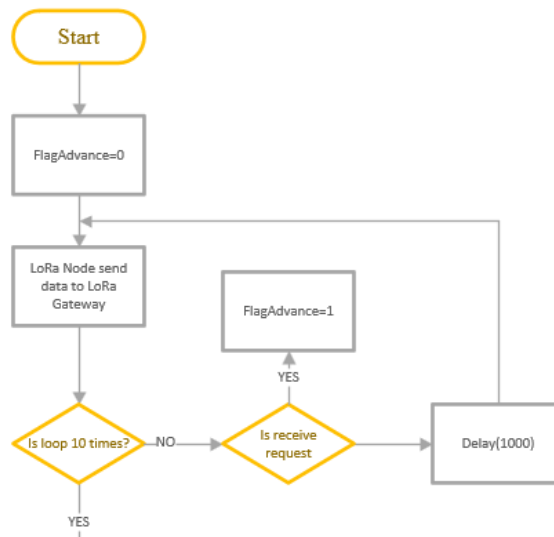 Start
FlagAdvance=0
LoRa Node send
data to LoRa
Gateway
FlagAdvance=1
YES
Is loop 10 times?
NO
Is receive
request
Delay(1000)
YES